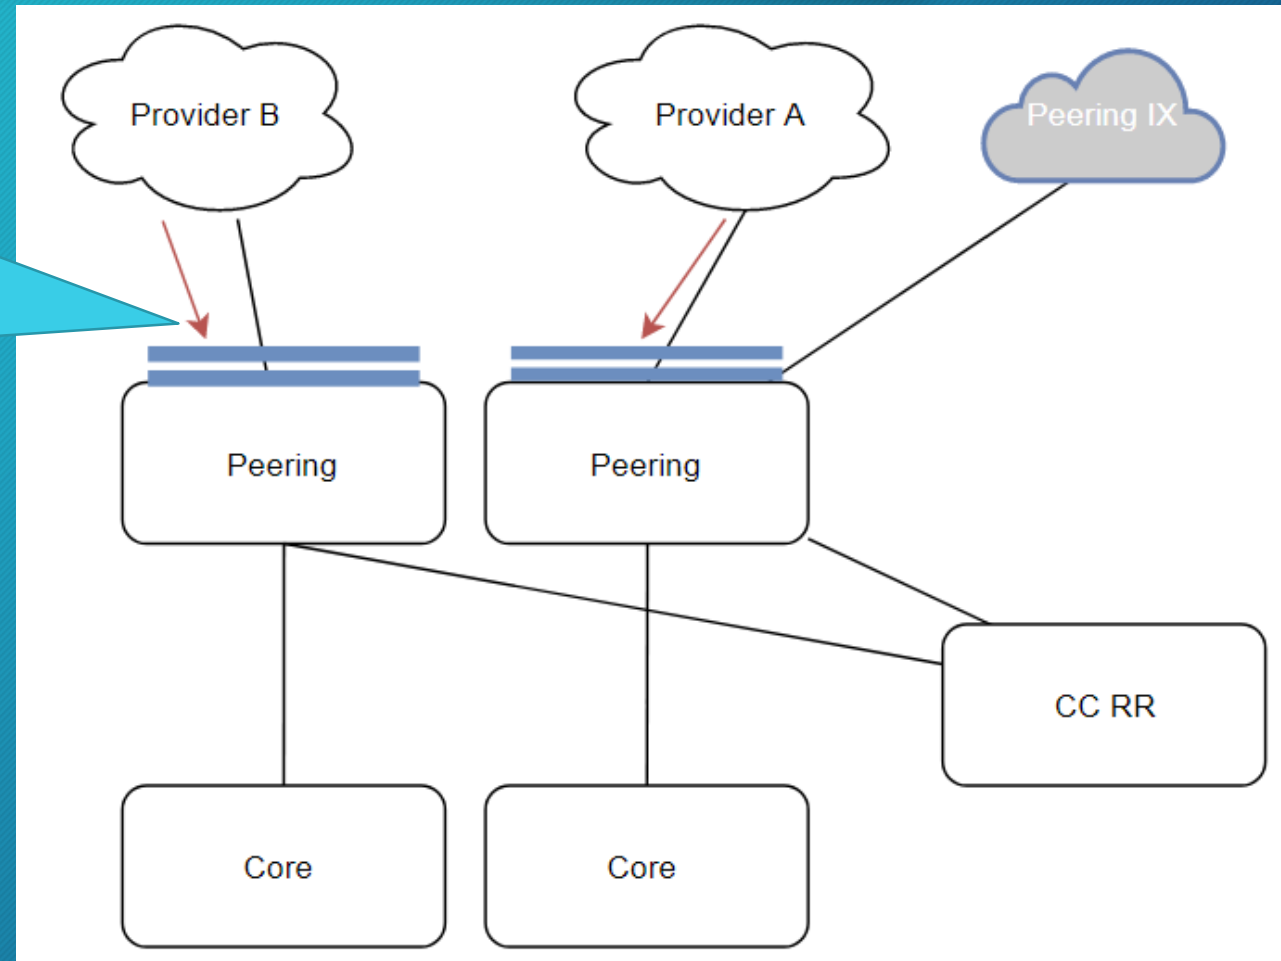 Provider B
Provider A
Peering IX
Peering
Peering
CC RR
Core
Core